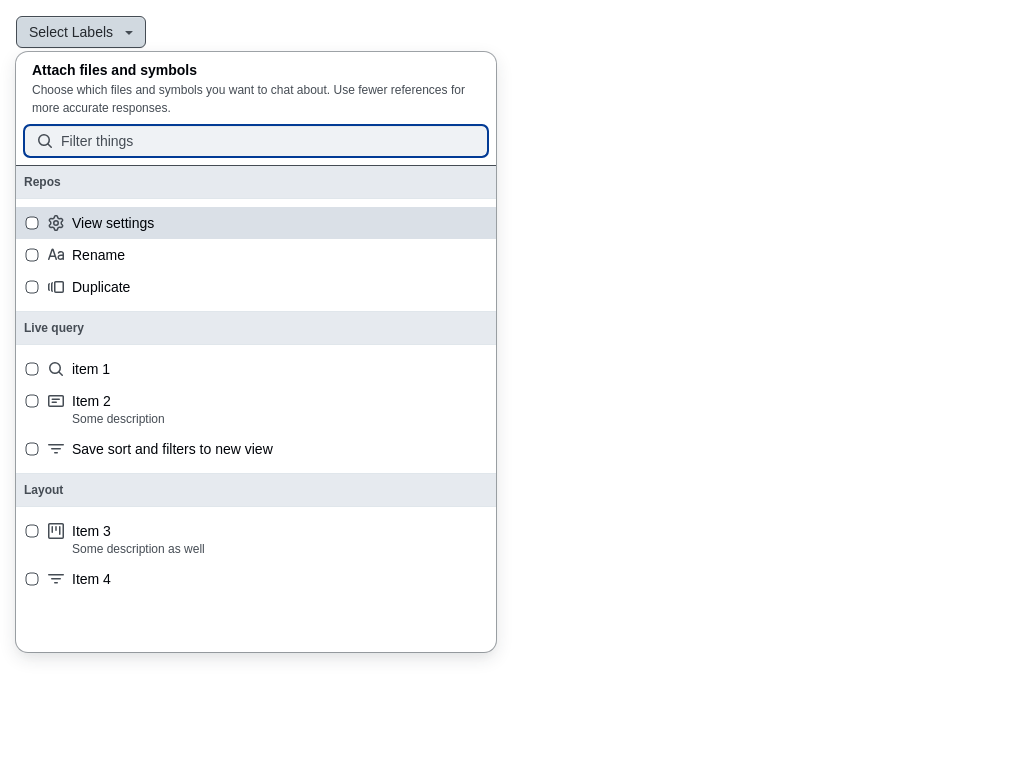 Select Labels
Attach files and symbols
Choose which files and symbols you want to chat about. Use fewer references for
more accurate responses.
Filter things
Repos
View settings
Rename
Duplicate
Live query
item 1
Item 2
Some description
Save sort and filters to new view
Layout
Item 3
Some description as well
Item 4